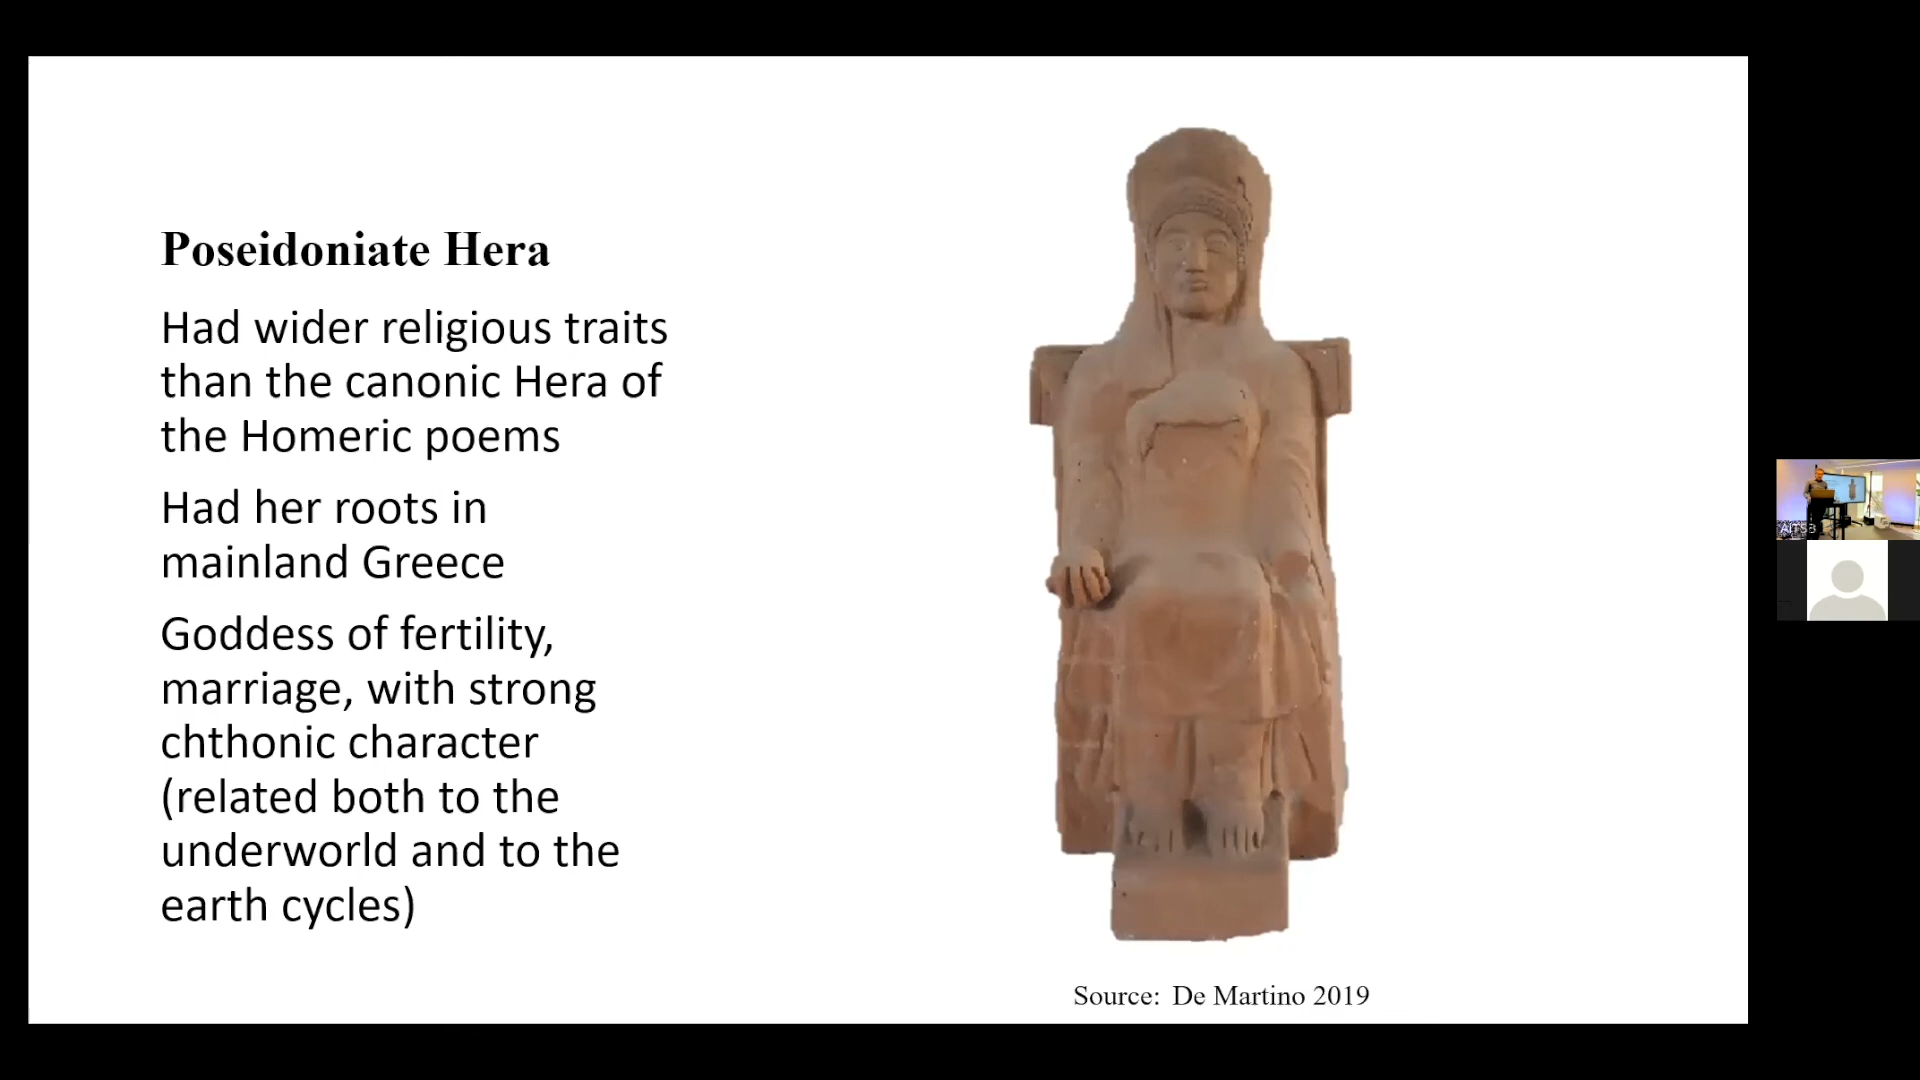 Poseidoniate Hera
Had wider religious traits
than the canonic Hera of
the Homeric poems
Had her roots in
mainland Greece
Goddess of fertility,
marriage, with strong
chthonic character
(related both to the
underworld and to the
earth cycles)
Source: De Martino 2019